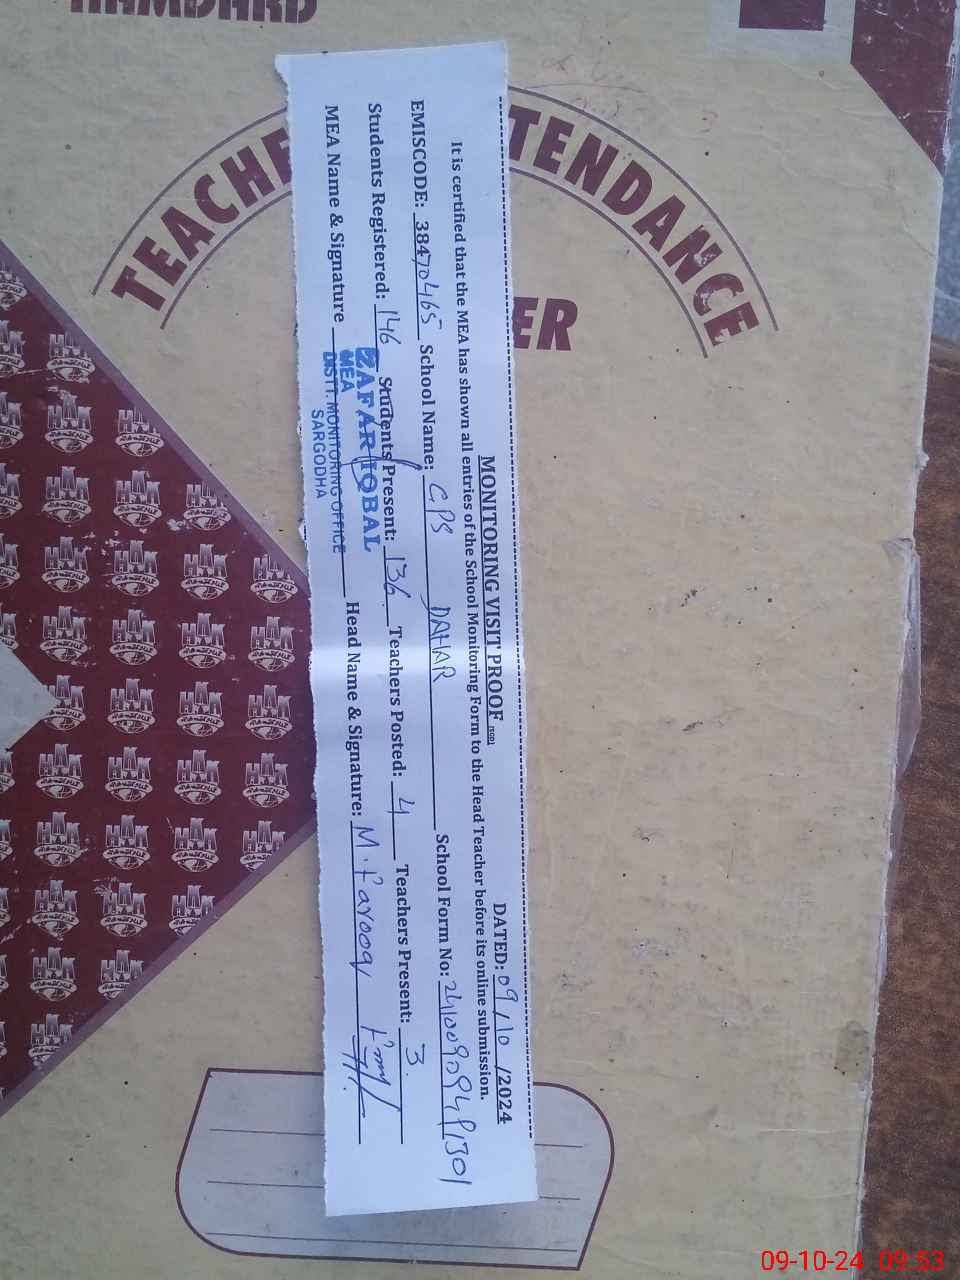 HAMDARD
TEACHE TENDANCE
ER
MONITORING VISIT PROOF
DATED: 09/10/2024
It is certified that the MEA has shown all entries of the School Monitoring Form to the Head Teacher before its online submission.
EMISCODE: 38470465 School Name: GPS DAHAR School Form No:
Students Registered: 146 Students Present: 136 Teachers Posted: 4 Teachers Present: 3
MEA Name & Signature Head Name & Signature: M. Farooq
ZAFAR IQBAL
MEA
DISTT. MONITORING OFFICE
SARGODHA
09-10-24 09:53